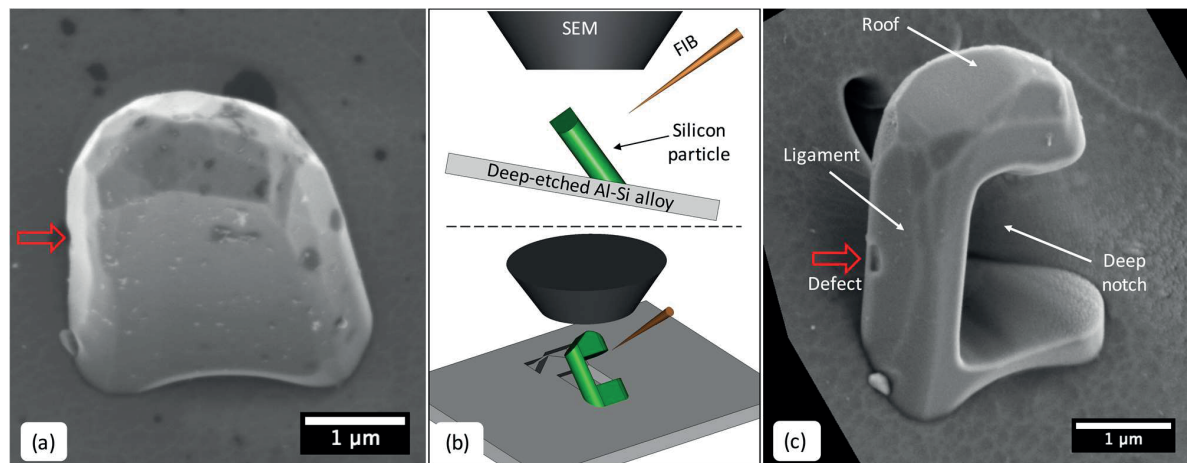 (a)
1 µm
SEM
FIB
Silicon
particle
Deep-etched Al-Si alloy
(b)
Roof
Ligament
Defect
Deep
notch
(c)
1 µm